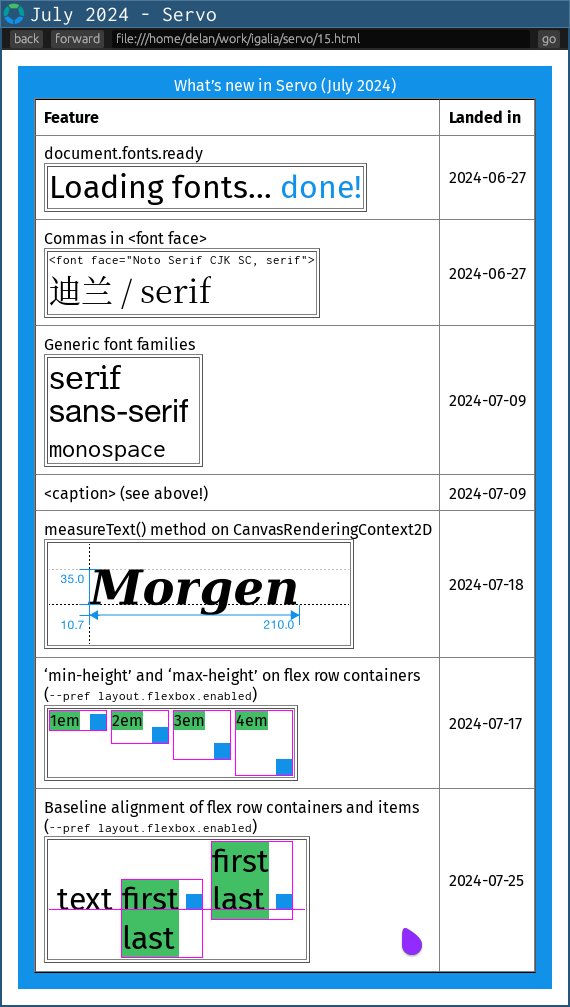 July 2024 - Servo
back forward file:///home/delan/work/igalia/servo/15.html go
What's new in Servo (July 2024)
Feature Landed in
document.fonts.ready
Loading fonts... done!
2024-06-27
Commas in <font face>
<font face="Noto Serif CJK SC, serif">
迪兰 / serif
2024-06-27
Generic font families
serif
sans-serif
monospace
2024-07-09
<caption> (see above!) 2024-07-09
measureText() method on CanvasRenderingContext2D
35.0 Morgen
10.7 210.0
2024-07-18
‘min-height’ and ‘max-height’ on flex row containers
(--pref layout.flexbox.enabled)
1em 2em 3em 4em
2024-07-17
Baseline alignment of flex row containers and items
(--pref layout.flexbox.enabled)
first
text first last
last
2024-07-25